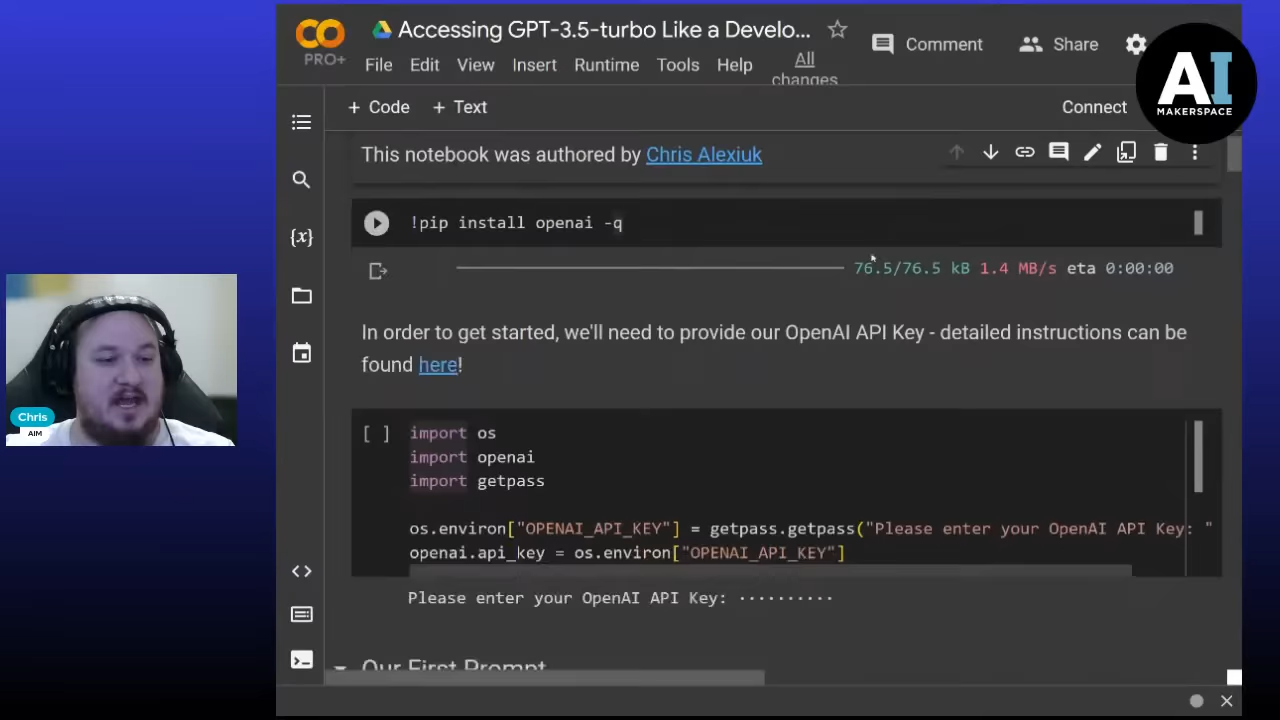 Accessing GPT-3.5-turbo Like a Develo...
PRO+
File Edit View Insert Runtime Tools Help
All
changes
Comment
Share
AI
MAKERSPACE
+ Code + Text
Connect
This notebook was authored by Chris Alexiuk
!pip install openai -q
76.5/76.5 kB 1.4 MB/s eta 0:00:00
In order to get started, we'll need to provide our OpenAI API Key - detailed instructions can be
found here!
[ ]
import os
import openai
import getpass
os.environ["OPENAI_API_KEY"] = getpass.getpass("Please enter your OpenAI API Key: "
openai.api_key = os.environ["OPENAI_API_KEY"]
Please enter your OpenAI API Key: ··········
Our First Prompt
{x}
Chris
AIM